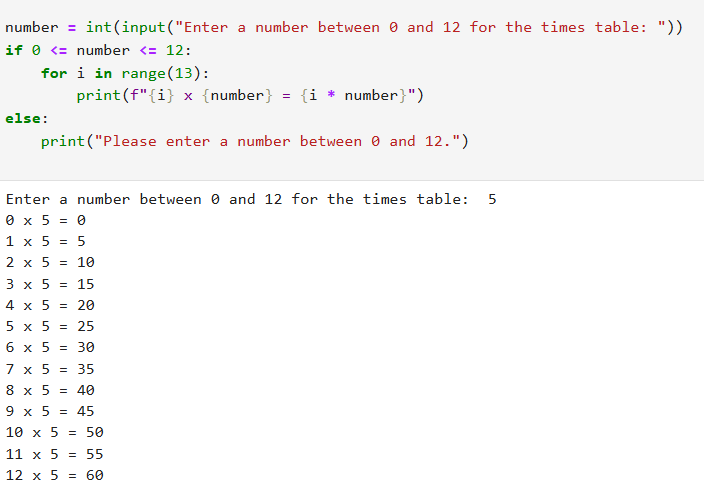 number = int(input("Enter a number between 0 and 12 for the times table: "))
if 0 <= number <= 12:
    for i in range(13):
        print(f"{i} x {number} = {i * number}")
else:
    print("Please enter a number between 0 and 12.")
Enter a number between 0 and 12 for the times table:  5
0 x 5 = 0
1 x 5 = 5
2 x 5 = 10
3 x 5 = 15
4 x 5 = 20
5 x 5 = 25
6 x 5 = 30
7 x 5 = 35
8 x 5 = 40
9 x 5 = 45
10 x 5 = 50
11 x 5 = 55
12 x 5 = 60